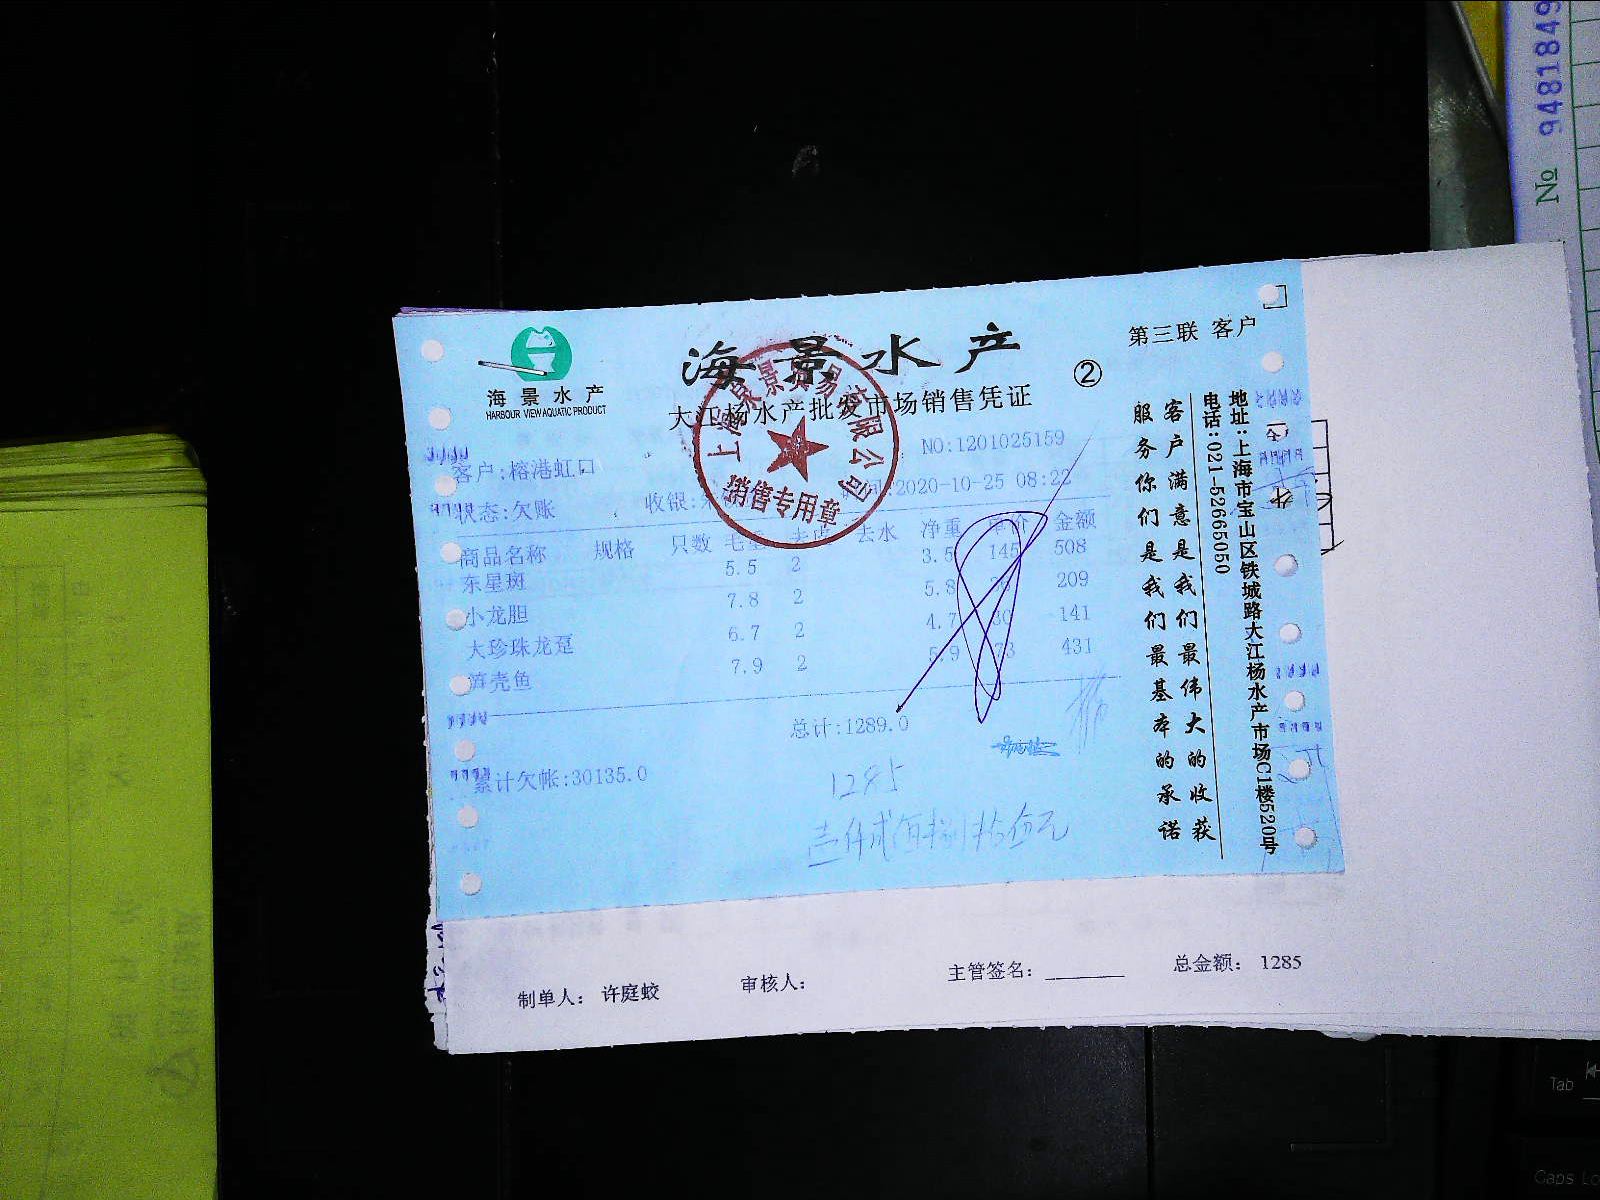 海景水产
HARBOUR VIEW AQUATIC PRODUCT
海景水产
大江杨水产批发市场销售凭证
②
第三联 客户
销售专用章
NO:1201025159
客户:榕港虹口
2020-10-25 08:22
状态:欠账
收银:
商品名称 规格 只数 去水 净重 单价 金额
东星斑 5.5 2 3.5 145 508
小龙胆 7.8 2 5.8 209
大珍珠龙趸 6.7 2 4.7 30 141
笋壳鱼 7.9 2 5.9 73 431
总计:1289.0
累计欠帐:30135.0
1285
客户满意是我们最伟大的收获
服务你们是我们最基本的承诺
地址:上海市宝山区铁城路大江杨水产市场C1楼520号
电话:021-52665050
制单人: 许庭蛟
审核人:
主管签名:
总金额: 1285
№ 9481849
Tab
Caps Lo